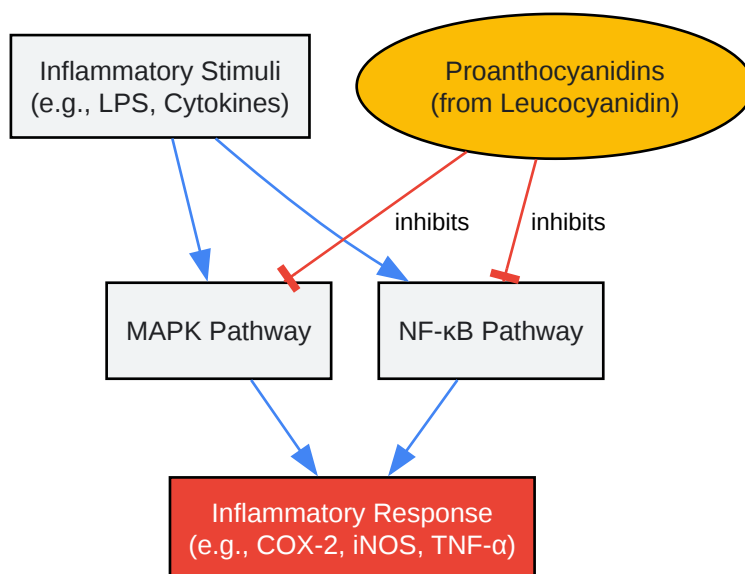 Inflammatory Stimuli
(e.g., LPS, Cytokines)
Proanthocyanidins
(from Leucocyanidin)
inhibits
inhibits
MAPK Pathway
NF-κB Pathway
Inflammatory Response
(e.g., COX-2, iNOS, TNF-α)